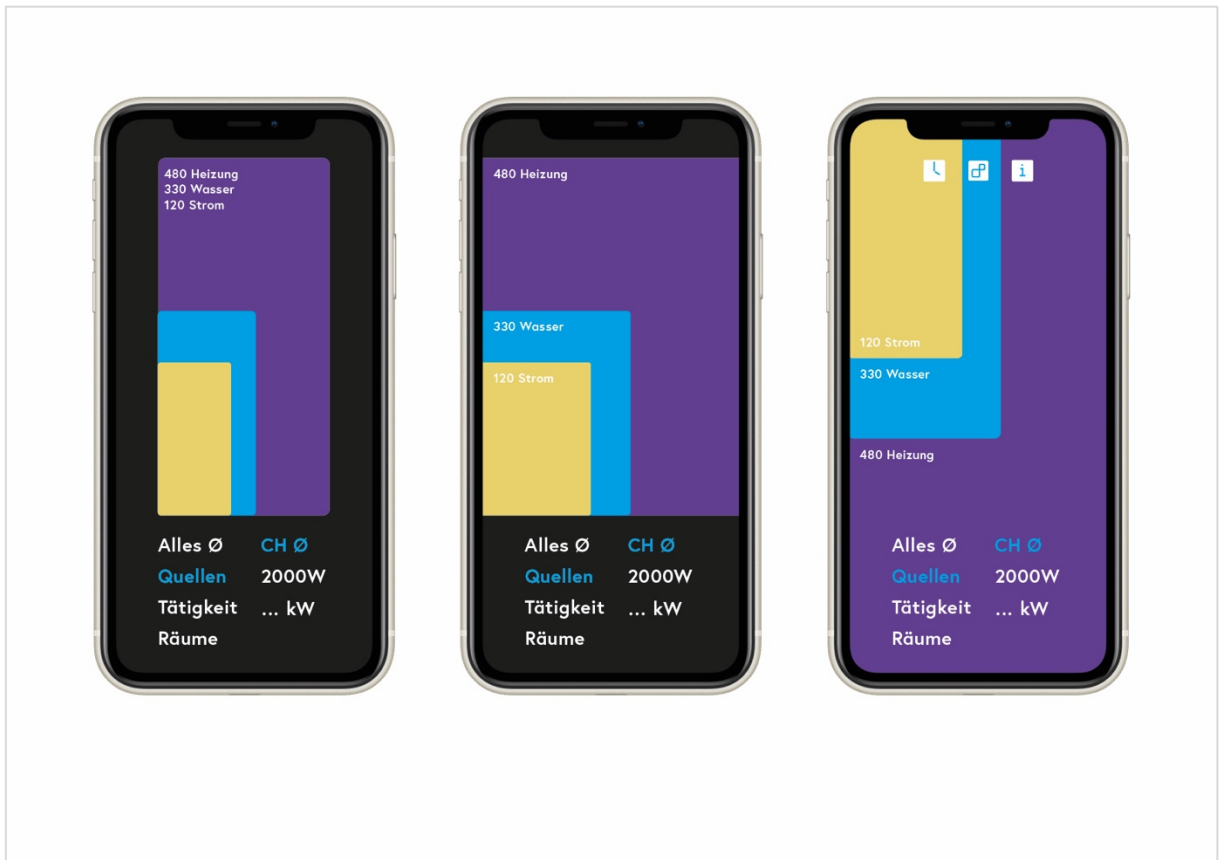 480 Heizung
330 Wasser
120 Strom
Alles Ø CH Ø
Quellen 2000W
Tätigkeit ... kW
Räume
480 Heizung
330 Wasser
120 Strom
Alles Ø CH Ø
Quellen 2000W
Tätigkeit ... kW
Räume
i
120 Strom
330 Wasser
480 Heizung
Alles Ø CH Ø
Quellen 2000W
Tätigkeit ... kW
Räume